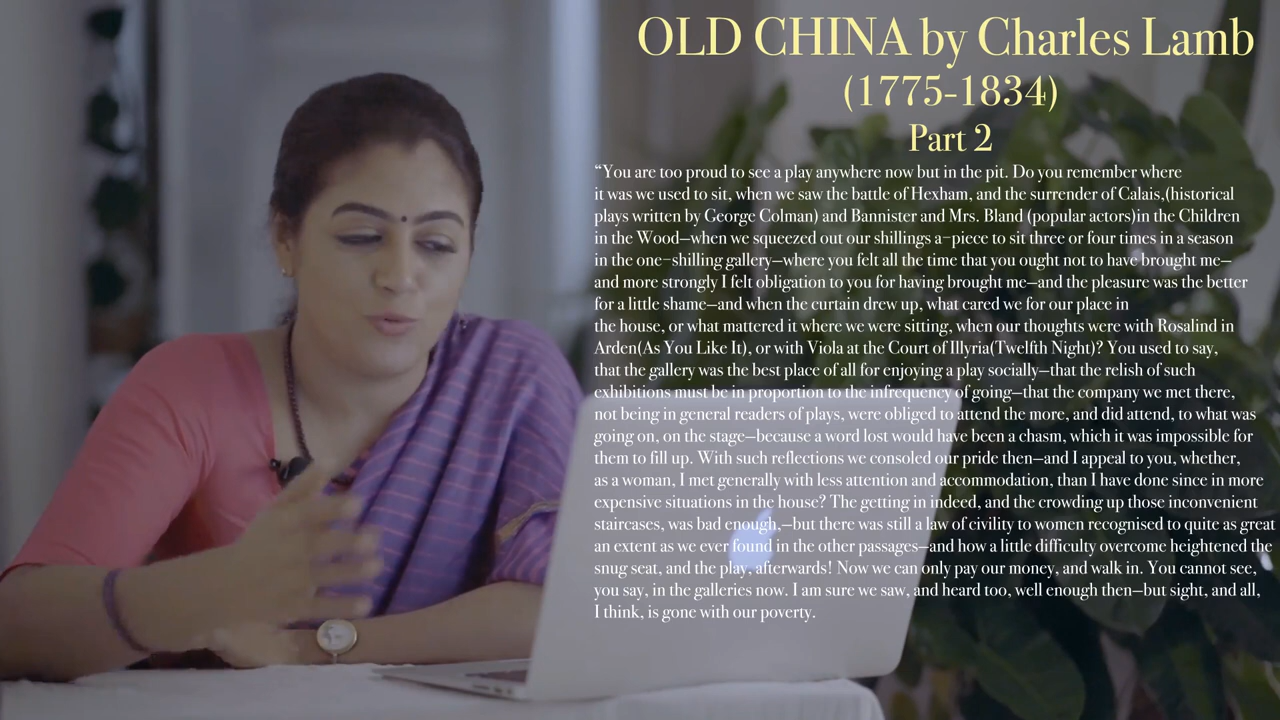 OLD CHINA by Charles Lamb
(1775-1834)
Part 2
“You are too proud to see a play anywhere now but in the pit. Do you remember where
it was we used to sit, when we saw the battle of Hexham, and the surrender of Calais,(historical
plays written by George Colman) and Bannister and Mrs. Bland (popular actors)in the Children
in the Wood—when we squeezed out our shillings a-piece to sit three or four times in a season
in the one-shilling gallery—where you felt all the time that you ought not to have brought me—
and more strongly I felt obligation to you for having brought me—and the pleasure was the better
for a little shame—and when the curtain drew up, what cared we for our place in
the house, or what mattered it where we were sitting, when our thoughts were with Rosalind in
Arden(As You Like It), or with Viola at the Court of Illyria(Twelfth Night)? You used to say,
that the gallery was the best place of all for enjoying a play socially—that the relish of such
exhibitions must be in proportion to the infrequency of going—that the company we met there,
not being in general readers of plays, were obliged to attend the more, and did attend, to what was
going on, on the stage—because a word lost would have been a chasm, which it was impossible for
them to fill up. With such reflections we consoled our pride then—and I appeal to you, whether,
as a woman, I met generally with less attention and accommodation, than I have done since in more
expensive situations in the house? The getting in indeed, and the crowding up those inconvenient
staircases, was bad enough,—but there was still a law of civility to women recognised to quite as great
an extent as we ever found in the other passages—and how a little difficulty overcome heightened the
snug seat, and the play, afterwards! Now we can only pay our money, and walk in. You cannot see,
you say, in the galleries now. I am sure we saw, and heard too, well enough then—but sight, and all,
I think, is gone with our poverty.